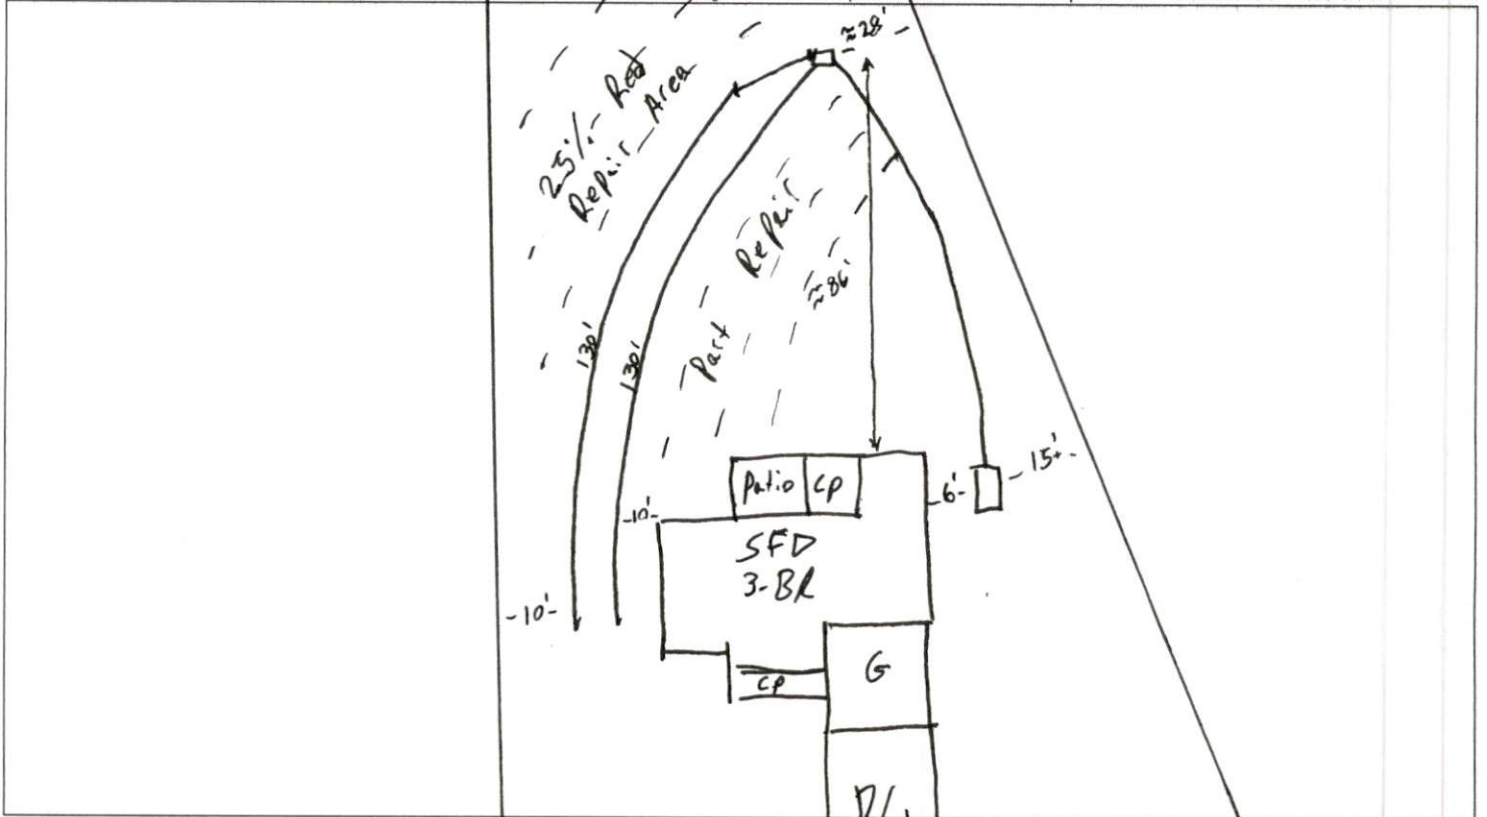 ≈28'
25% Red
Repair Area
Repair
Part
≈86'
130'
130'
Patio
CP
-6'-
-15+'-
-10'-
SFD
3-BR
-10'-
G
CP